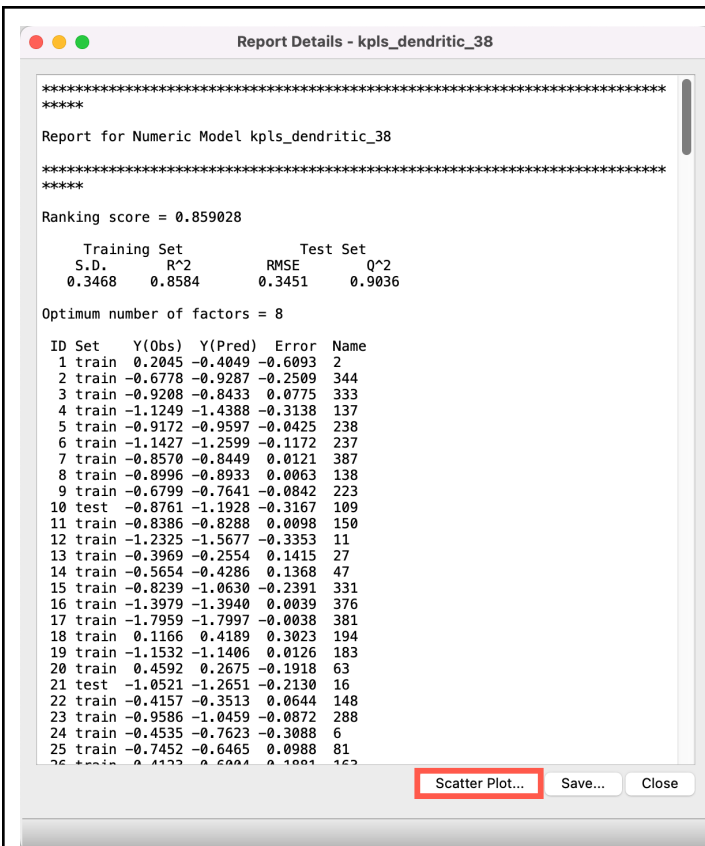 Report Details - kpls_dendritic_38
****************************************************************************
*****
Report for Numeric Model kpls_dendritic_38
****************************************************************************
*****
Ranking score = 0.859028
Training Set Test Set
S.D. R^2 RMSE Q^2
0.3468 0.8584 0.3451 0.9036
Optimum number of factors = 8
ID Set Y(Obs) Y(Pred) Error Name
1 train 0.2045 -0.4049 -0.6093 2
2 train -0.6778 -0.9287 -0.2509 344
3 train -0.9208 -0.8433 0.0775 333
4 train -1.1249 -1.4388 -0.3138 137
5 train -0.9172 -0.9597 -0.0425 238
6 train -1.1427 -1.2599 -0.1172 237
7 train -0.8570 -0.8449 0.0121 387
8 train -0.8996 -0.8933 0.0063 138
9 train -0.6799 -0.7641 -0.0842 223
10 test -0.8761 -1.1928 -0.3167 109
11 train -0.8386 -0.8288 0.0098 150
12 train -1.2325 -1.5677 -0.3353 11
13 train -0.3969 -0.2554 0.1415 27
14 train -0.5654 -0.4286 0.1368 47
15 train -0.8239 -1.0630 -0.2391 331
16 train -1.3979 -1.3940 0.0039 376
17 train -1.7959 -1.7997 -0.0038 381
18 train 0.1166 0.4189 0.3023 194
19 train -1.1532 -1.1406 0.0126 183
20 train 0.4592 0.2675 -0.1918 63
21 test -1.0521 -1.2651 -0.2130 16
22 train -0.4157 -0.3513 0.0644 148
23 train -0.9586 -1.0459 -0.0872 288
24 train -0.4535 -0.7623 -0.3088 6
25 train -0.7452 -0.6465 0.0988 81
Scatter Plot... Save... Close